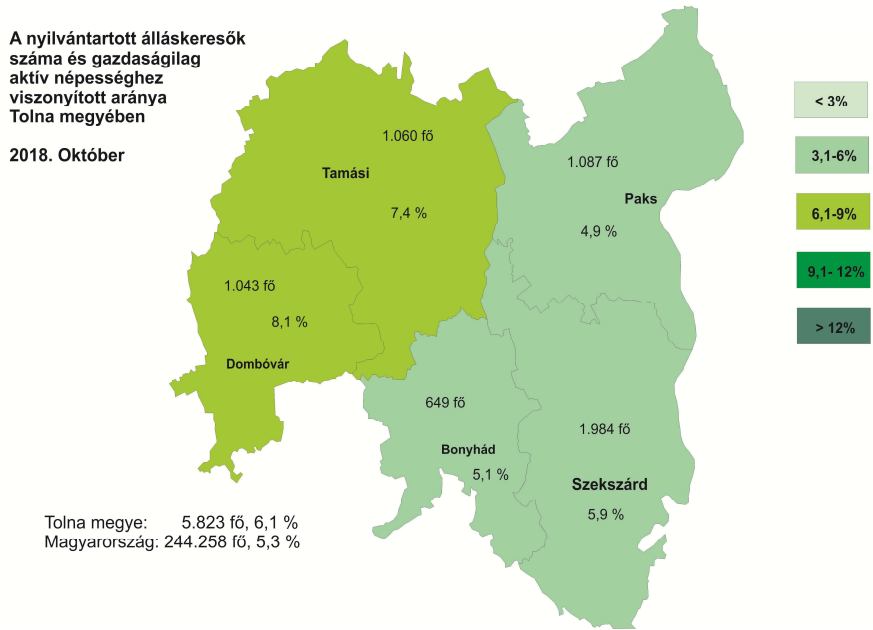 A nyilvántartott álláskeresők
száma és gazdaságilag
aktív népességhez
viszonyított aránya
Tolna megyében
2018. Október
1.060 fő
Tamási
7,4 %
1.087 fő
Paks
4,9 %
1.043 fő
8,1 %
Dombóvár
649 fő
Bonyhád
5,1 %
1.984 fő
Szekszárd
5,9 %
< 3%
3,1-6%
6,1-9%
9,1- 12%
> 12%
Tolna megye: 5.823 fő, 6,1 %
Magyarország: 244.258 fő, 5,3 %